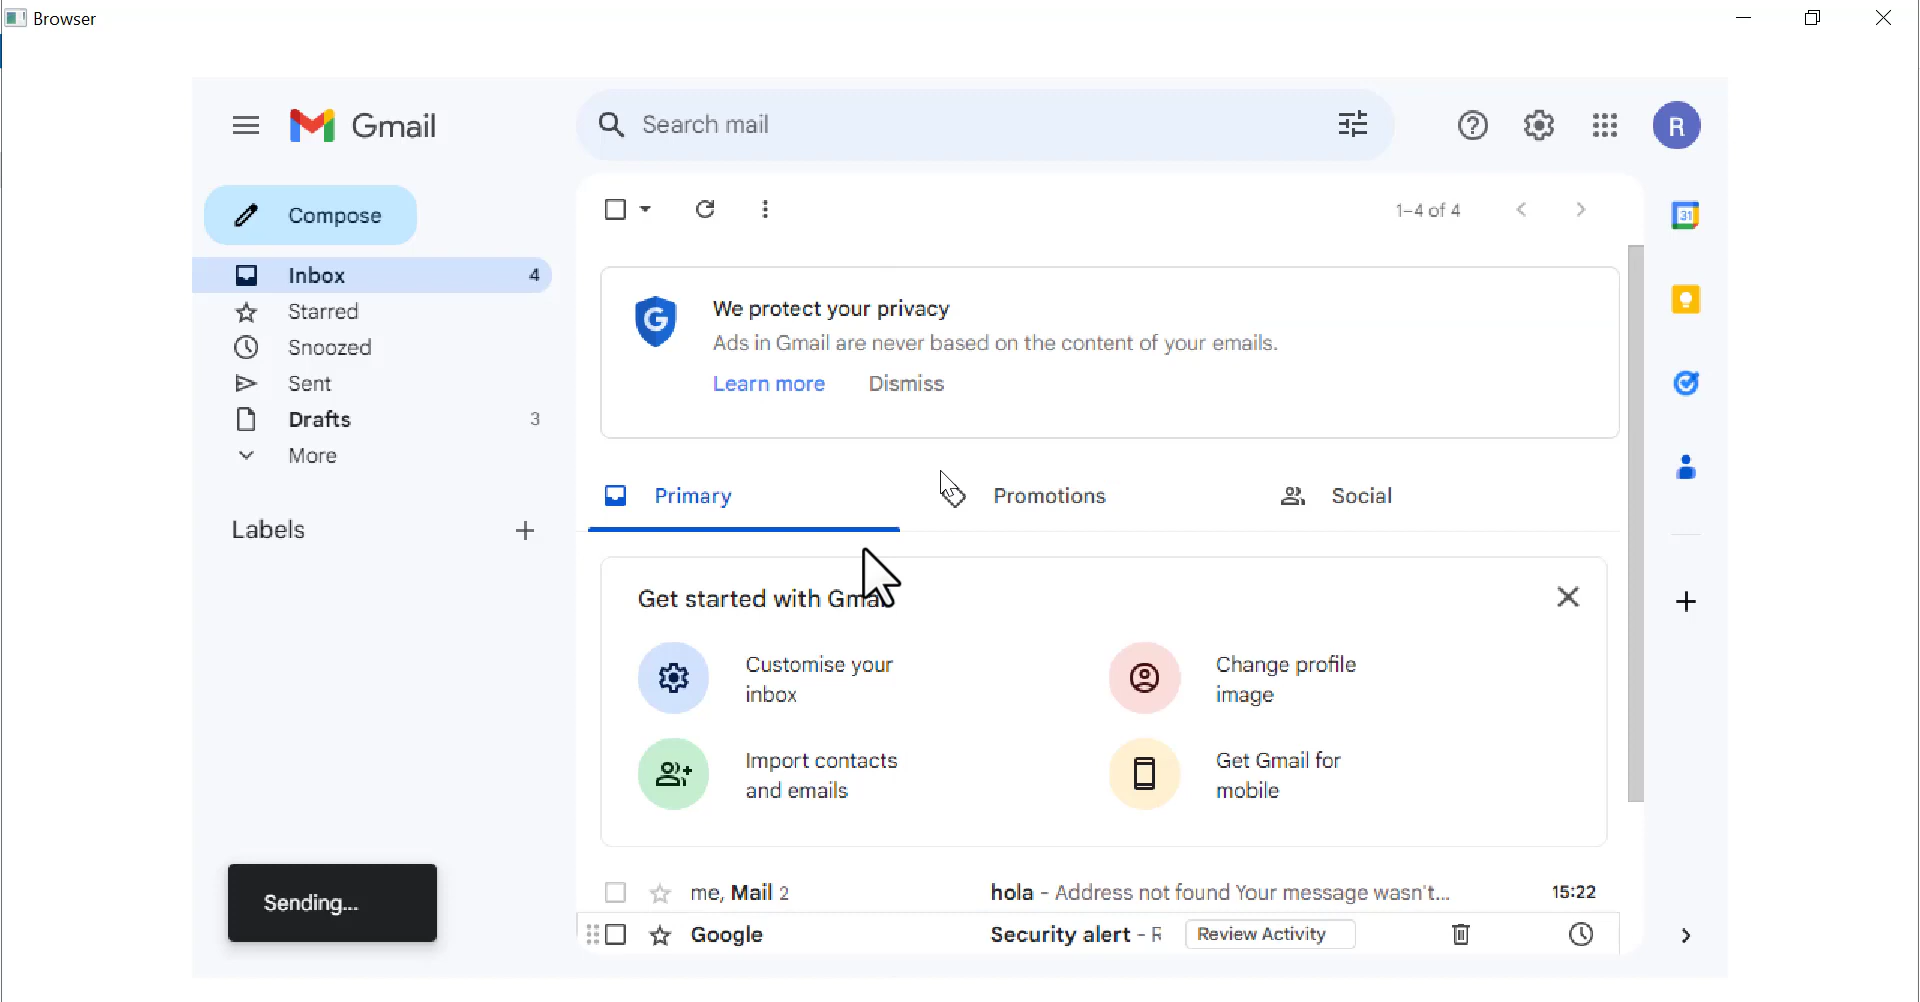 Browser
Gmail
Search mail
R
Compose
1–4 of 4
31
Inbox 4
Starred
Snoozed
Sent
Drafts 3
More
Labels
We protect your privacy
Ads in Gmail are never based on the content of your emails.
Learn more Dismiss
Primary Promotions Social
Get started with Gmail
Customise your
inbox
Change profile
image
Import contacts
and emails
Get Gmail for
mobile
Sending...
me, Mail 2 hola - Address not found Your message wasn't... 15:22
Google Security alert - R Review Activity